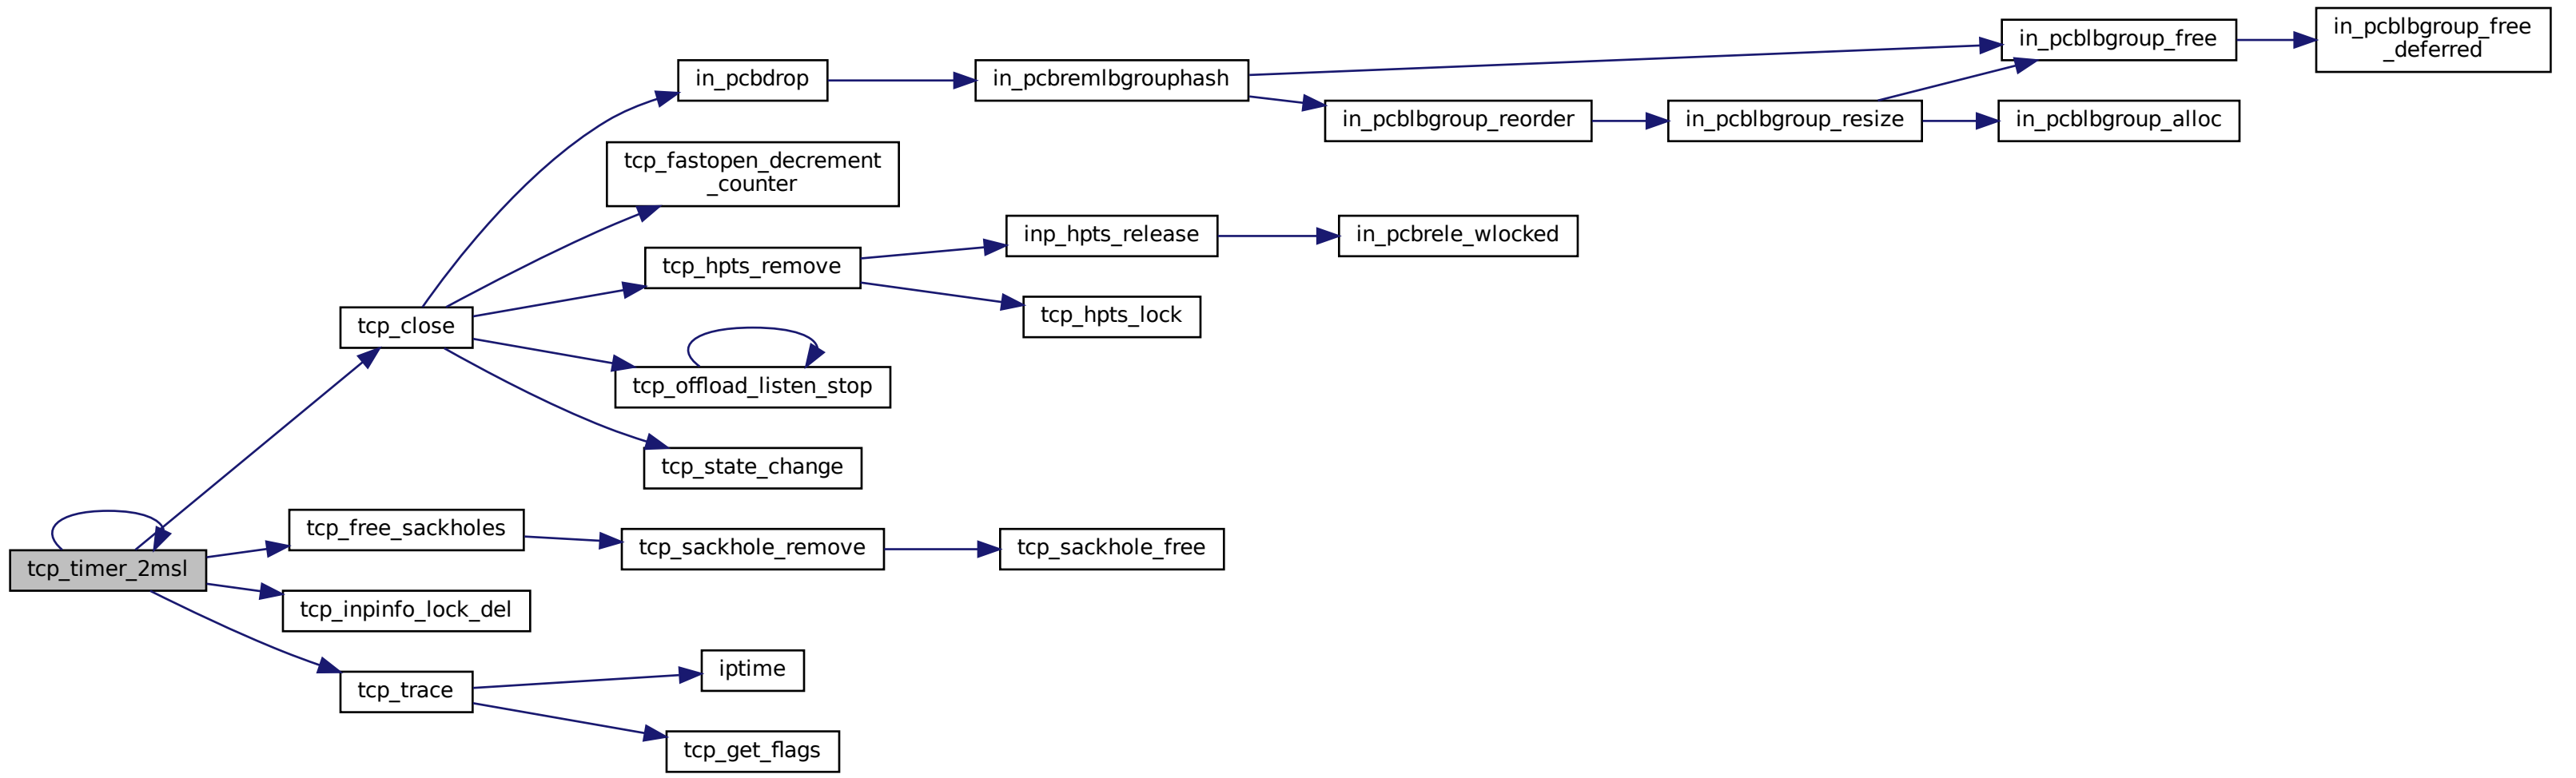 in_pcblbgroup_free
_deferred
in_pcblbgroup_free
in_pcbdrop
in_pcbremlbgrouphash
in_pcblbgroup_reorder
in_pcblbgroup_resize
in_pcblbgroup_alloc
tcp_fastopen_decrement
_counter
inp_hpts_release
in_pcbrele_wlocked
tcp_hpts_remove
tcp_hpts_lock
tcp_close
tcp_offload_listen_stop
tcp_state_change
tcp_free_sackholes
tcp_sackhole_remove
tcp_sackhole_free
tcp_timer_2msl
tcp_inpinfo_lock_del
iptime
tcp_trace
tcp_get_flags